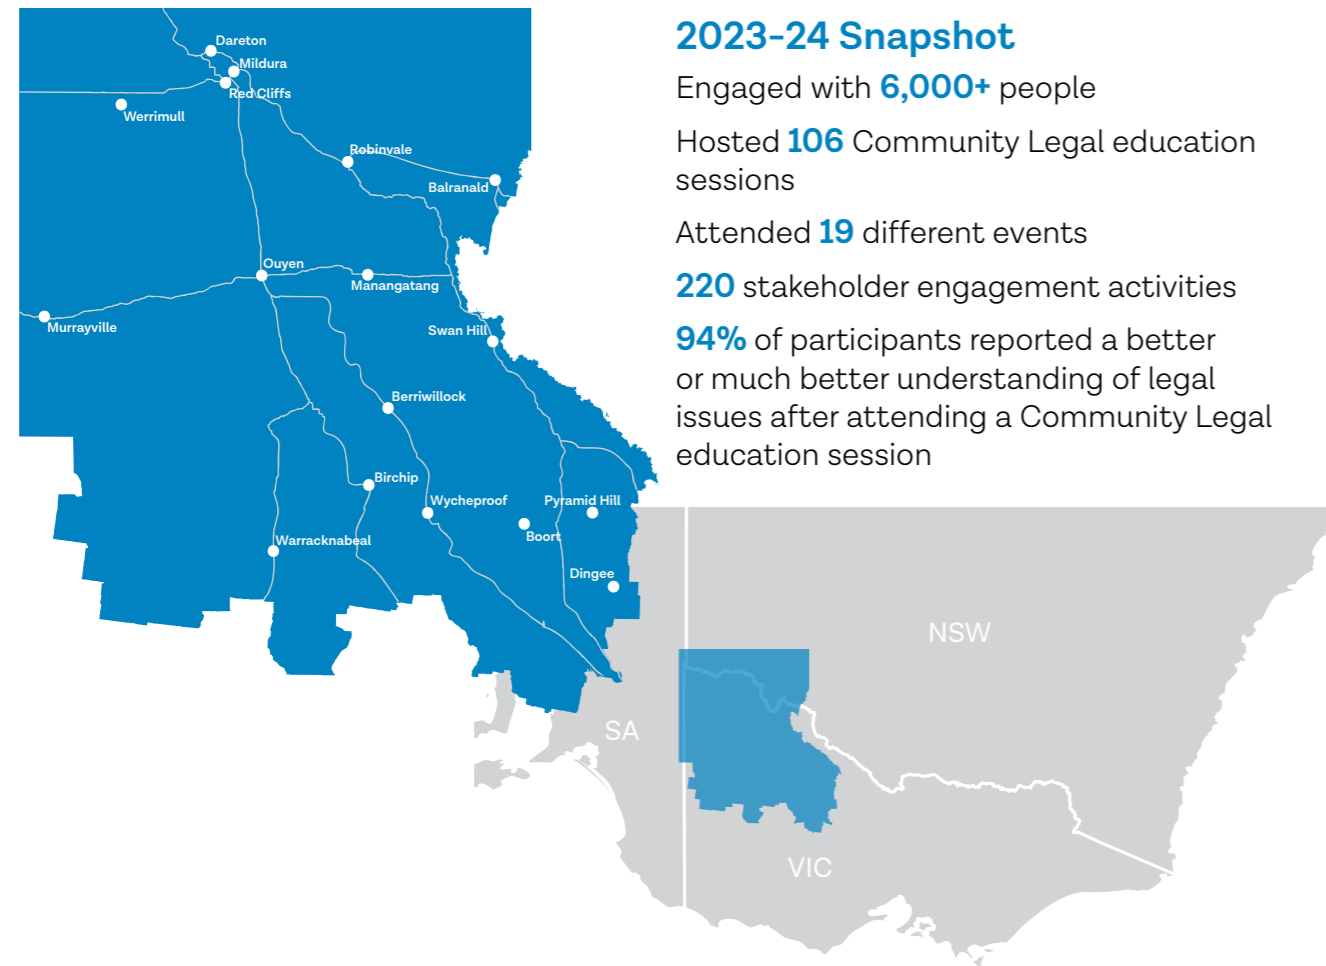 2023-24 Snapshot
Engaged with 6,000+ people
Hosted 106 Community Legal education
sessions
Attended 19 different events
220 stakeholder engagement activities
94% of participants reported a better
or much better understanding of legal
issues after attending a Community Legal
education session
Dareton
Mildura
Red Cliffs
Werrimull
Robinvale
Balranald
Ouyen
Manangatang
Murrayville
Swan Hill
Berriwillock
Birchip
Wycheproof
Pyramid Hill
Boort
Warracknabeal
Dingee
NSW
SA
VIC